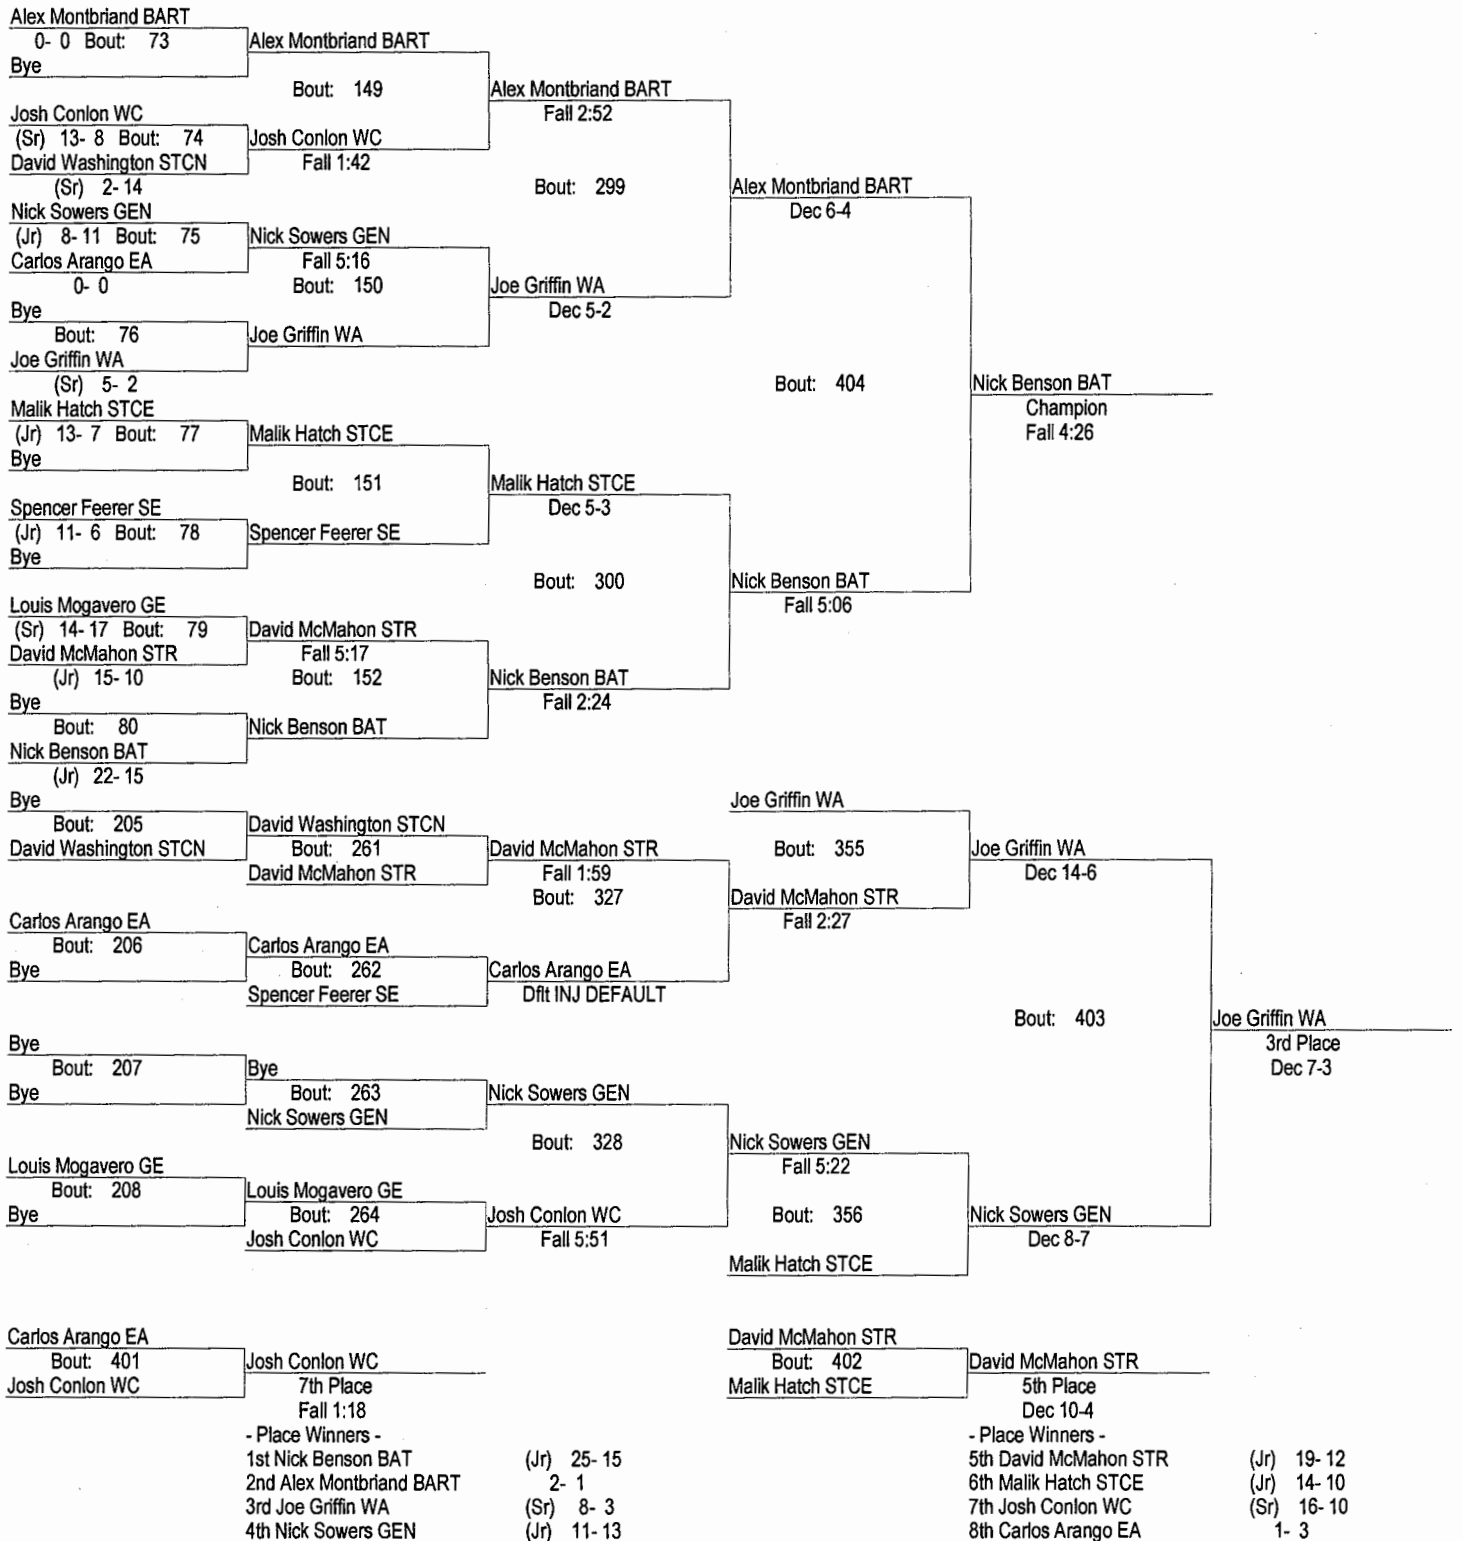 Alex Montbriand BART
0- 0 Bout: 73
Alex Montbriand BART
Bye
Bout: 149
Alex Montbriand BART
Fall 2:52
Josh Conlon WC
(Sr) 13- 8 Bout: 74
Josh Conlon WC
David Washington STCN
Fall 1:42
(Sr) 2- 14
Bout: 299
Alex Montbriand BART
Dec 6-4
Nick Sowers GEN
(Jr) 8- 11 Bout: 75
Nick Sowers GEN
Carlos Arango EA
Fall 5:16
0- 0
Bout: 150
Joe Griffin WA
Dec 5-2
Bye
Bout: 76
Joe Griffin WA
Joe Griffin WA
(Sr) 5- 2
Bout: 404
Nick Benson BAT
Champion
Fall 4:26
Malik Hatch STCE
(Jr) 13- 7 Bout: 77
Malik Hatch STCE
Bye
Bout: 151
Malik Hatch STCE
Dec 5-3
Spencer Feerer SE
(Jr) 11- 6 Bout: 78
Spencer Feerer SE
Bye
Bout: 300
Nick Benson BAT
Fall 5:06
Louis Mogavero GE
(Sr) 14- 17 Bout: 79
David McMahon STR
David McMahon STR
Fall 5:17
(Jr) 15- 10
Bout: 152
Nick Benson BAT
Fall 2:24
Bye
Bout: 80
Nick Benson BAT
Nick Benson BAT
(Jr) 22- 15
Bye
Joe Griffin WA
Bout: 205
David Washington STCN
David Washington STCN
Bout: 261
David McMahon STR
Bout: 355
Joe Griffin WA
David McMahon STR
Fall 1:59
Dec 14-6
Bout: 327
David McMahon STR
Fall 2:27
Carlos Arango EA
Bout: 206
Carlos Arango EA
Bye
Bout: 262
Carlos Arango EA
Spencer Feerer SE
Dflt INJ DEFAULT
Bout: 403
Joe Griffin WA
3rd Place
Dec 7-3
Bye
Bout: 207
Bye
Bye
Bout: 263
Nick Sowers GEN
Nick Sowers GEN
Bout: 328
Nick Sowers GEN
Fall 5:22
Louis Mogavero GE
Bout: 208
Louis Mogavero GE
Bye
Bout: 264
Josh Conlon WC
Bout: 356
Nick Sowers GEN
Josh Conlon WC
Fall 5:51
Dec 8-7
Malik Hatch STCE
Carlos Arango EA
Bout: 401
Josh Conlon WC
Josh Conlon WC
7th Place
Fall 1:18
David McMahon STR
Bout: 402
David McMahon STR
Malik Hatch STCE
5th Place
Dec 10-4
- Place Winners -
1st Nick Benson BAT (Jr) 25- 15
2nd Alex Montbriand BART 2- 1
3rd Joe Griffin WA (Sr) 8- 3
4th Nick Sowers GEN (Jr) 11- 13
- Place Winners -
5th David McMahon STR (Jr) 19- 12
6th Malik Hatch STCE (Jr) 14- 10
7th Josh Conlon WC (Sr) 16- 10
8th Carlos Arango EA 1- 3